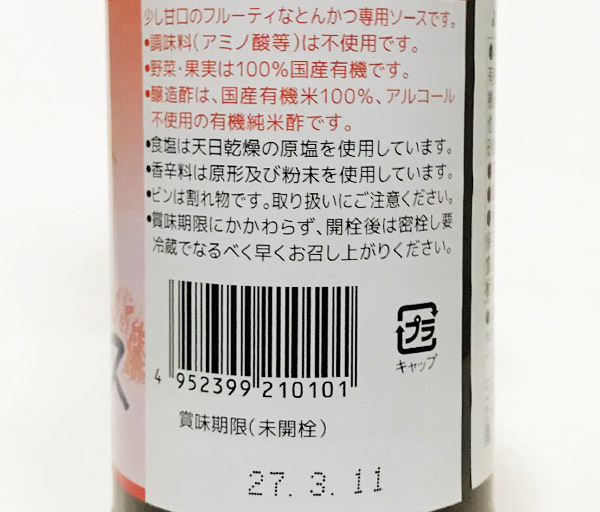 少し甘口のフルーティなとんかつ専用ソースです。
•調味料(アミノ酸等)は不使用です。
•野菜・果実は100%国産有機です。
•醸造酢は、国産有機米100%、アルコール
不使用の有機純米酢です。
•食塩は天日乾燥の原塩を使用しています。
•香辛料は原形及び粉末を使用しています。
•ビンは割れ物です。取り扱いにご注意ください。
•賞味期限にかかわらず、開栓後は密栓し要
冷蔵でなるべく早くお召し上がりください。
プラ
キャップ
4 952399 210101
賞味期限(未開栓)
27.3.11
ス